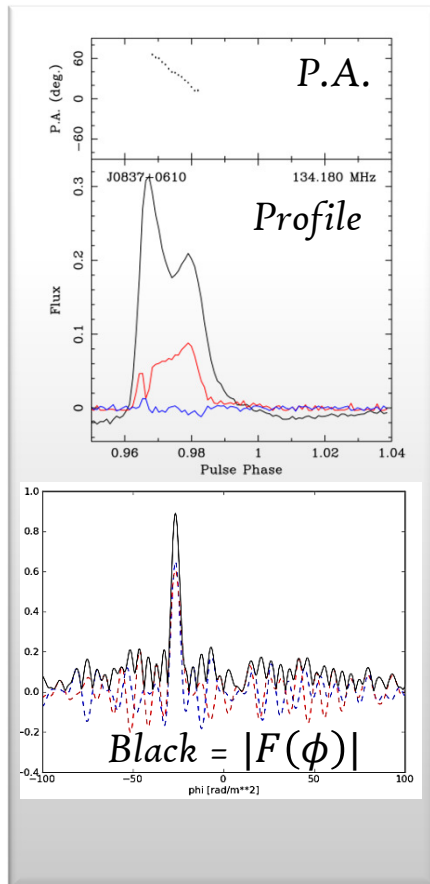 P.A. (deg.)
60
0
−60
P.A.
J0837+0610
134.180 MHz
Profile
Flux
0.3
0.2
0.1
0
0.96
0.98
1
1.02
1.04
Pulse Phase
1.0
0.8
0.6
0.4
0.2
0.0
−0.2
−0.4
Black = |F(ϕ)|
−100
−50
0
50
100
phi [rad/m**2]